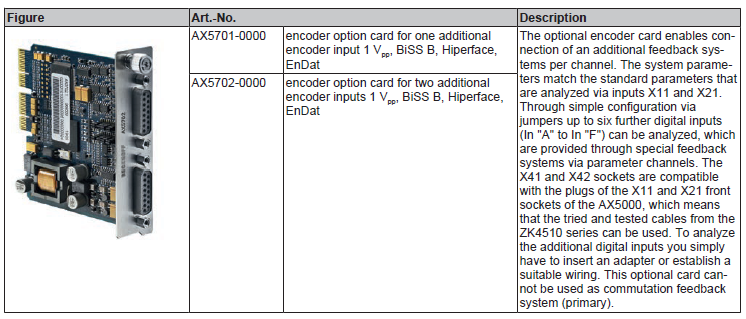 Figure
Art.-No.
Description
AX5701-0000
encoder option card for one additional
encoder input 1 Vpp, BiSS B, Hiperface,
EnDat
AX5702-0000
encoder option card for two additional
encoder inputs 1 Vpp, BiSS B, Hiperface,
EnDat
The optional encoder card enables con-
nection of an additional feedback sys-
tems per channel. The system parame-
ters match the standard parameters that
are analyzed via inputs X11 and X21.
Through simple configuration via
jumpers up to six further digital inputs
(In "A" to In "F") can be analyzed, which
are provided through special feedback
systems via parameter channels. The
X41 and X42 sockets are compatible
with the plugs of the X11 and X21 front
sockets of the AX5000, which means
that the tried and tested cables from the
ZK4510 series can be used. To analyze
the additional digital inputs you simply
have to insert an adapter or establish a
suitable wiring. This optional card can-
not be used as commutation feedback
system (primary).
AX5702